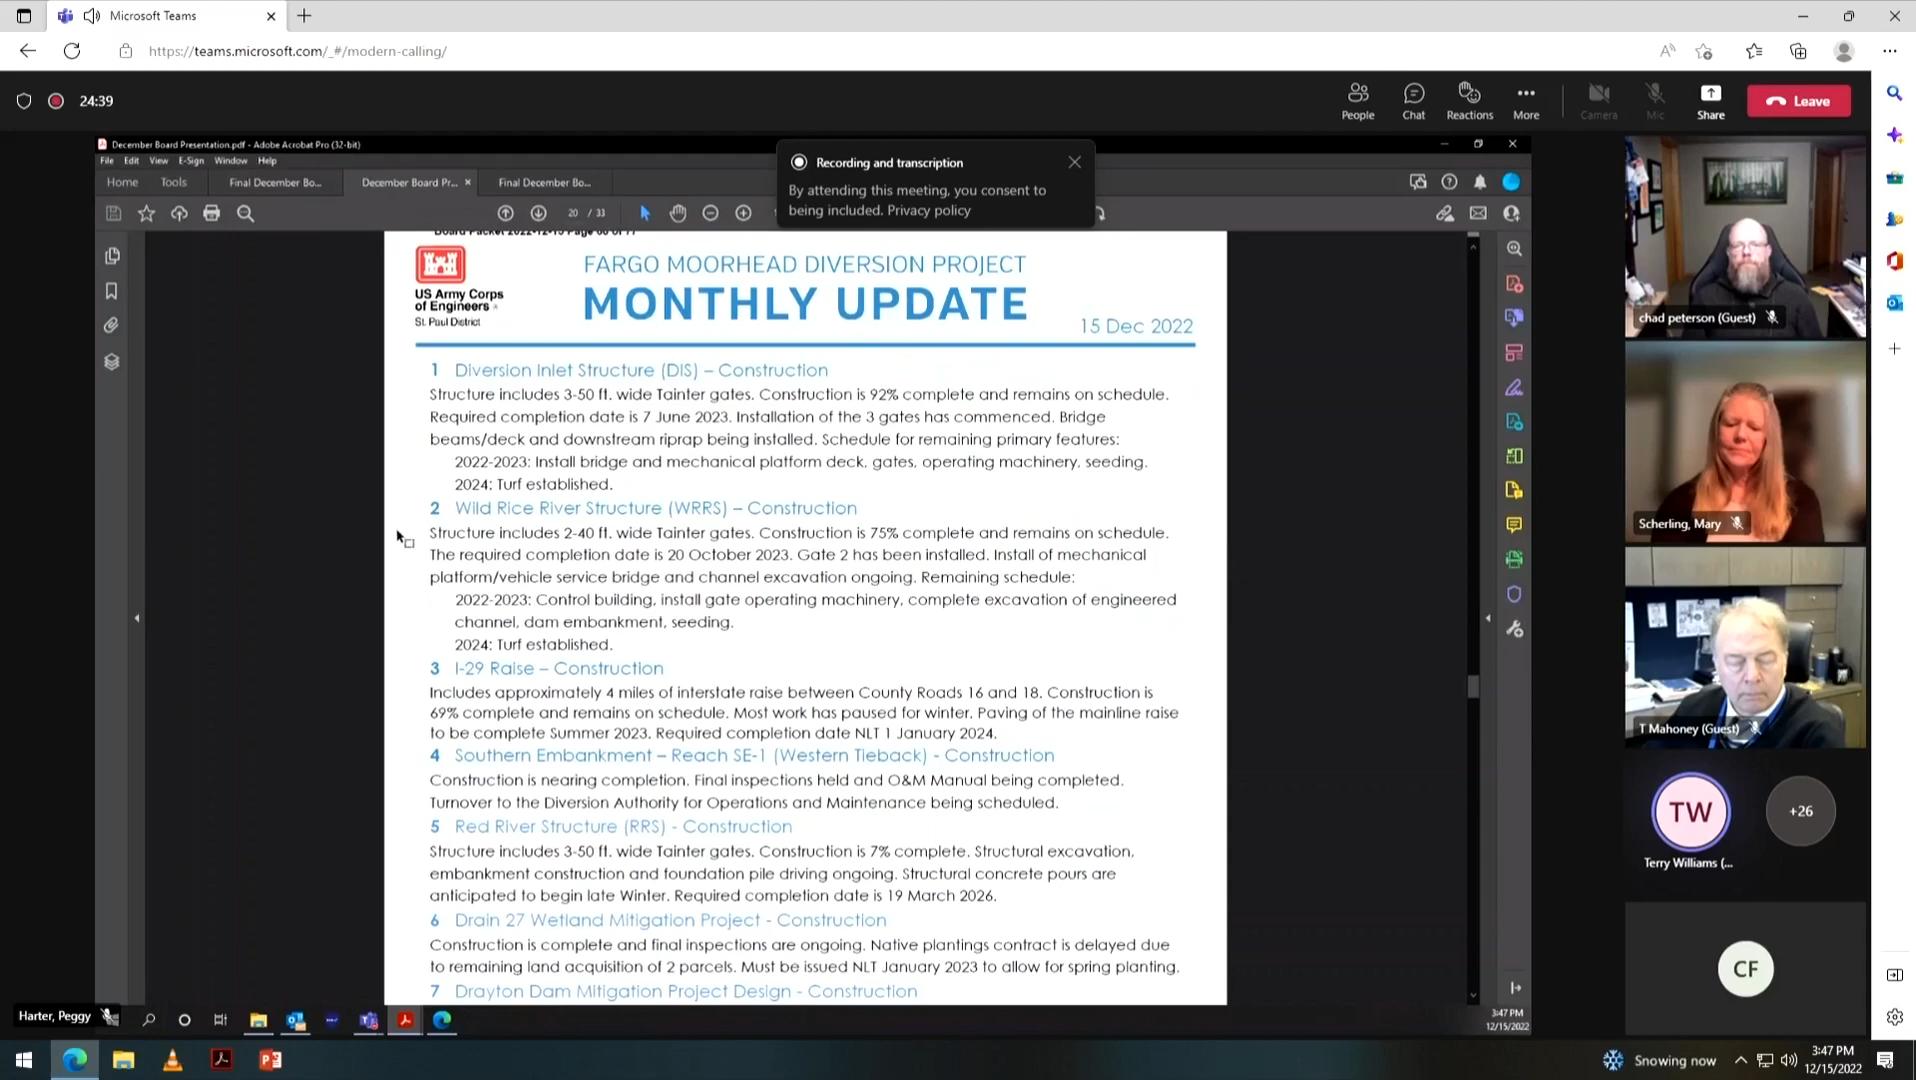 Microsoft Teams
https://teams.microsoft.com/_#/modern-calling/
24:39
People
Chat
Reactions
More
Camera
Mic
Share
Leave
December Board Presentation.pdf - Adobe Acrobat Pro (32-bit)
File Edit View E-Sign Window Help
Home Tools Final December Bo... December Board Pr... Final December Bo...
20 / 33
Recording and transcription
By attending this meeting, you consent to
being included. Privacy policy
US Army Corps
of Engineers
St. Paul District
FARGO MOORHEAD DIVERSION PROJECT
MONTHLY UPDATE
15 Dec 2022
1 Diversion Inlet Structure (DIS) – Construction
Structure includes 3-50 ft. wide Tainter gates. Construction is 92% complete and remains on schedule.
Required completion date is 7 June 2023. Installation of the 3 gates has commenced. Bridge
beams/deck and downstream riprap being installed. Schedule for remaining primary features:
2022-2023: Install bridge and mechanical platform deck, gates, operating machinery, seeding.
2024: Turf established.
2 Wild Rice River Structure (WRRS) – Construction
Structure includes 2-40 ft. wide Tainter gates. Construction is 75% complete and remains on schedule.
The required completion date is 20 October 2023. Gate 2 has been installed. Install of mechanical
platform/vehicle service bridge and channel excavation ongoing. Remaining schedule:
2022-2023: Control building, install gate operating machinery, complete excavation of engineered
channel, dam embankment, seeding.
2024: Turf established.
3 I-29 Raise – Construction
Includes approximately 4 miles of interstate raise between County Roads 16 and 18. Construction is
69% complete and remains on schedule. Most work has paused for winter. Paving of the mainline raise
to be complete Summer 2023. Required completion date NLT 1 January 2024.
4 Southern Embankment – Reach SE-1 (Western Tieback) - Construction
Construction is nearing completion. Final inspections held and O&M Manual being completed.
Turnover to the Diversion Authority for Operations and Maintenance being scheduled.
5 Red River Structure (RRS) - Construction
Structure includes 3-50 ft. wide Tainter gates. Construction is 7% complete. Structural excavation,
embankment construction and foundation pile driving ongoing. Structural concrete pours are
anticipated to begin late Winter. Required completion date is 19 March 2026.
6 Drain 27 Wetland Mitigation Project - Construction
Construction is complete and final inspections are ongoing. Native plantings contract is delayed due
to remaining land acquisition of 2 parcels. Must be issued NLT January 2023 to allow for spring planting.
7 Drayton Dam Mitigation Project Design - Construction
chad peterson (Guest)
Scherling, Mary
T Mahoney (Guest)
TW
+26
Terry Williams (...
CF
Harter, Peggy
3:47 PM
12/15/2022
Snowing now
3:47 PM
12/15/2022